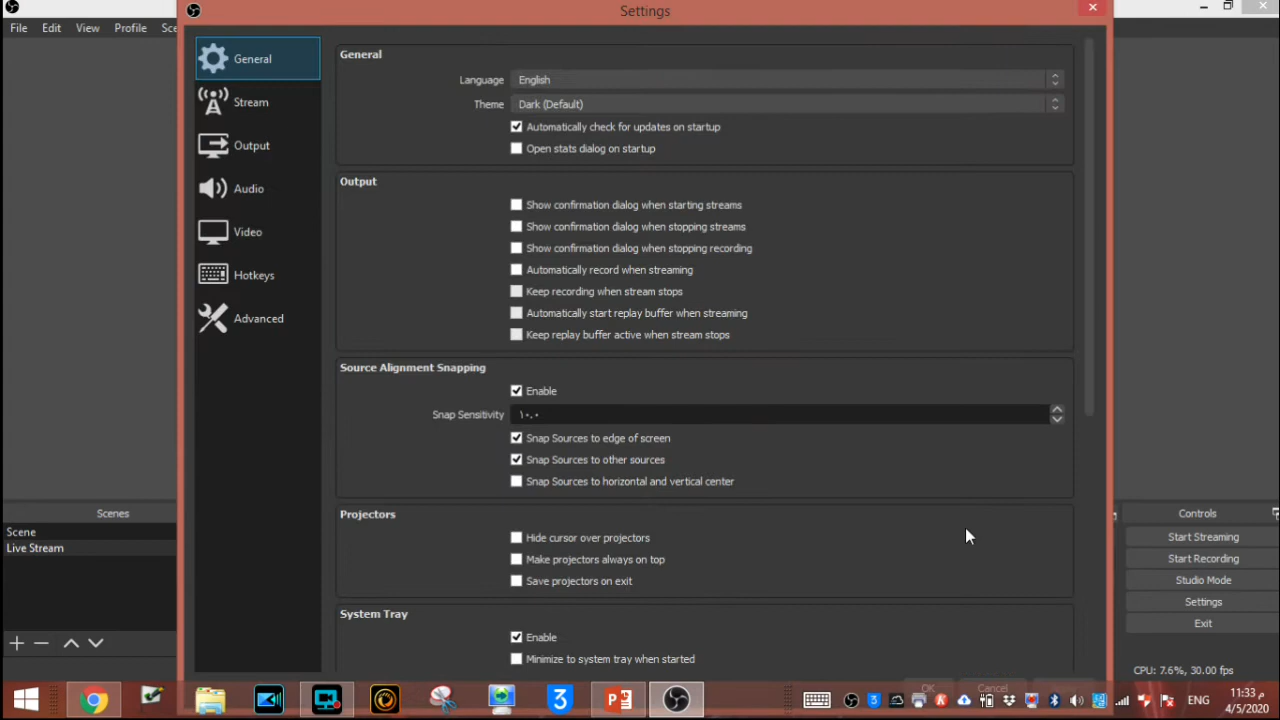 Settings
File Edit View Profile Sce
General
Stream
Output
Audio
Video
Hotkeys
Advanced
General
Language English
Theme Dark (Default)
Automatically check for updates on startup
Open stats dialog on startup
Output
Show confirmation dialog when starting streams
Show confirmation dialog when stopping streams
Show confirmation dialog when stopping recording
Automatically record when streaming
Keep recording when stream stops
Automatically start replay buffer when streaming
Keep replay buffer active when stream stops
Source Alignment Snapping
Enable
Snap Sensitivity ١٠.٠
Snap Sources to edge of screen
Snap Sources to other sources
Snap Sources to horizontal and vertical center
Projectors
Hide cursor over projectors
Make projectors always on top
Save projectors on exit
System Tray
Enable
Minimize to system tray when started
Scenes
Scene
Live Stream
Controls
Start Streaming
Start Recording
Studio Mode
Settings
Exit
CPU: 7.6%, 30.00 fps
OK Cancel
ENG
11:33 م
4/5/2020